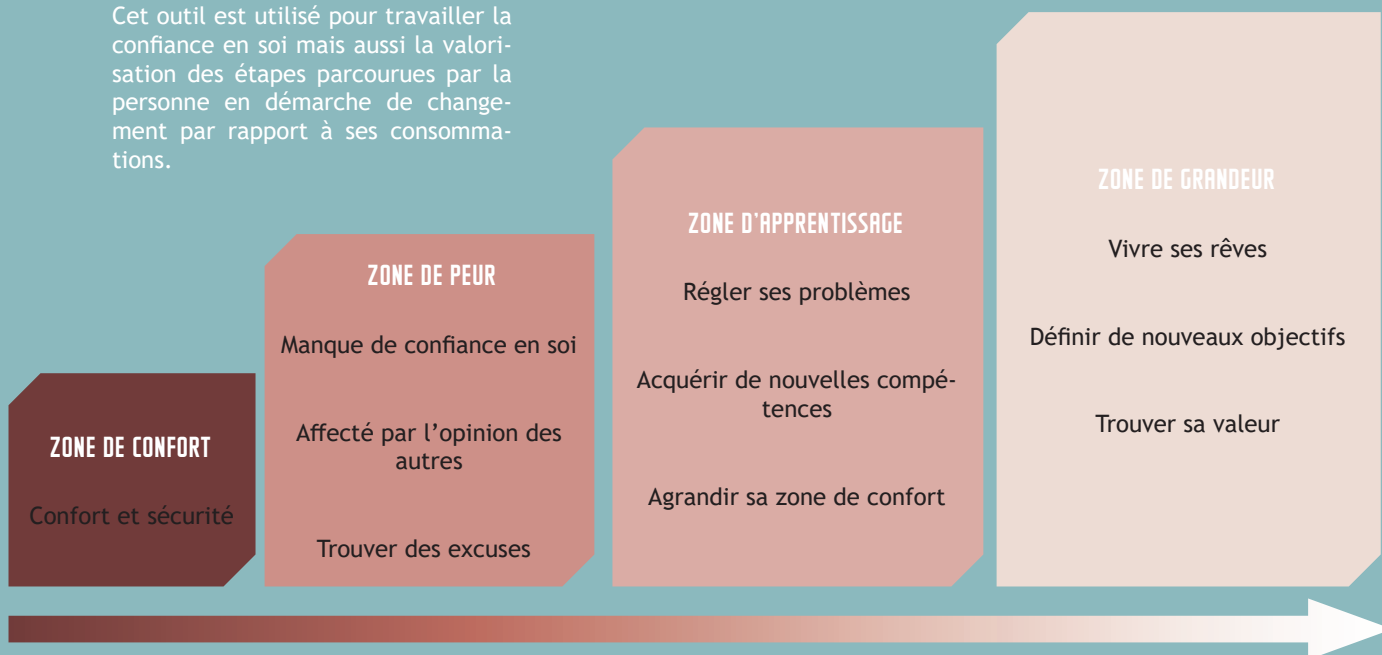 Cet outil est utilisé pour travailler la
confiance en soi mais aussi la valori-
sation des étapes parcourues par la
personne en démarche de change-
ment par rapport à ses consomma-
tions.
ZONE DE CONFORT
Confort et sécurité
ZONE DE PEUR
Manque de confiance en soi
Affecté par l’opinion des
autres
Trouver des excuses
ZONE D’APPRENTISSAGE
Régler ses problèmes
Acquérir de nouvelles compé-
tences
Agrandir sa zone de confort
ZONE DE GRANDEUR
Vivre ses rêves
Définir de nouveaux objectifs
Trouver sa valeur